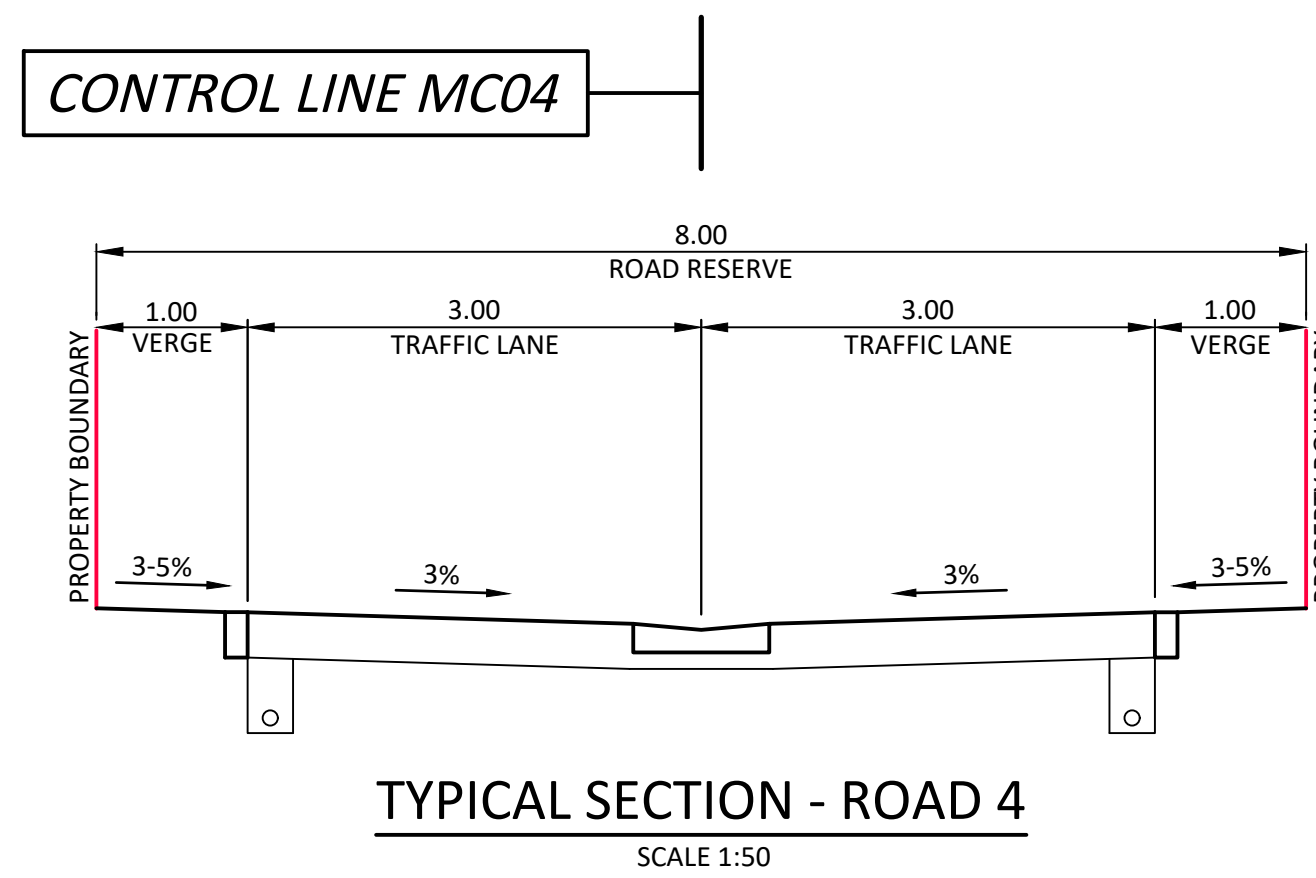 CONTROL LINE MC04
8.00
ROAD RESERVE
1.00
VERGE
3.00
TRAFFIC LANE
3.00
TRAFFIC LANE
1.00
VERGE
PROPERTY BOUNDARY
3-5%
3%
3%
3-5%
TYPICAL SECTION - ROAD 4
SCALE 1:50